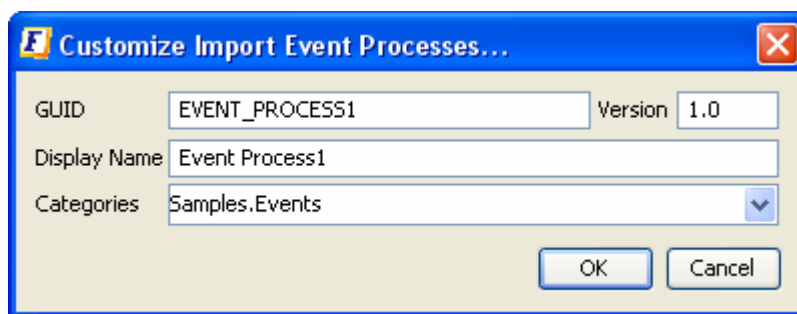 F Customize Import Event Processes...
GUID EVENT_PROCESS1 Version 1.0
Display Name Event Process1
Categories Samples.Events
OK Cancel